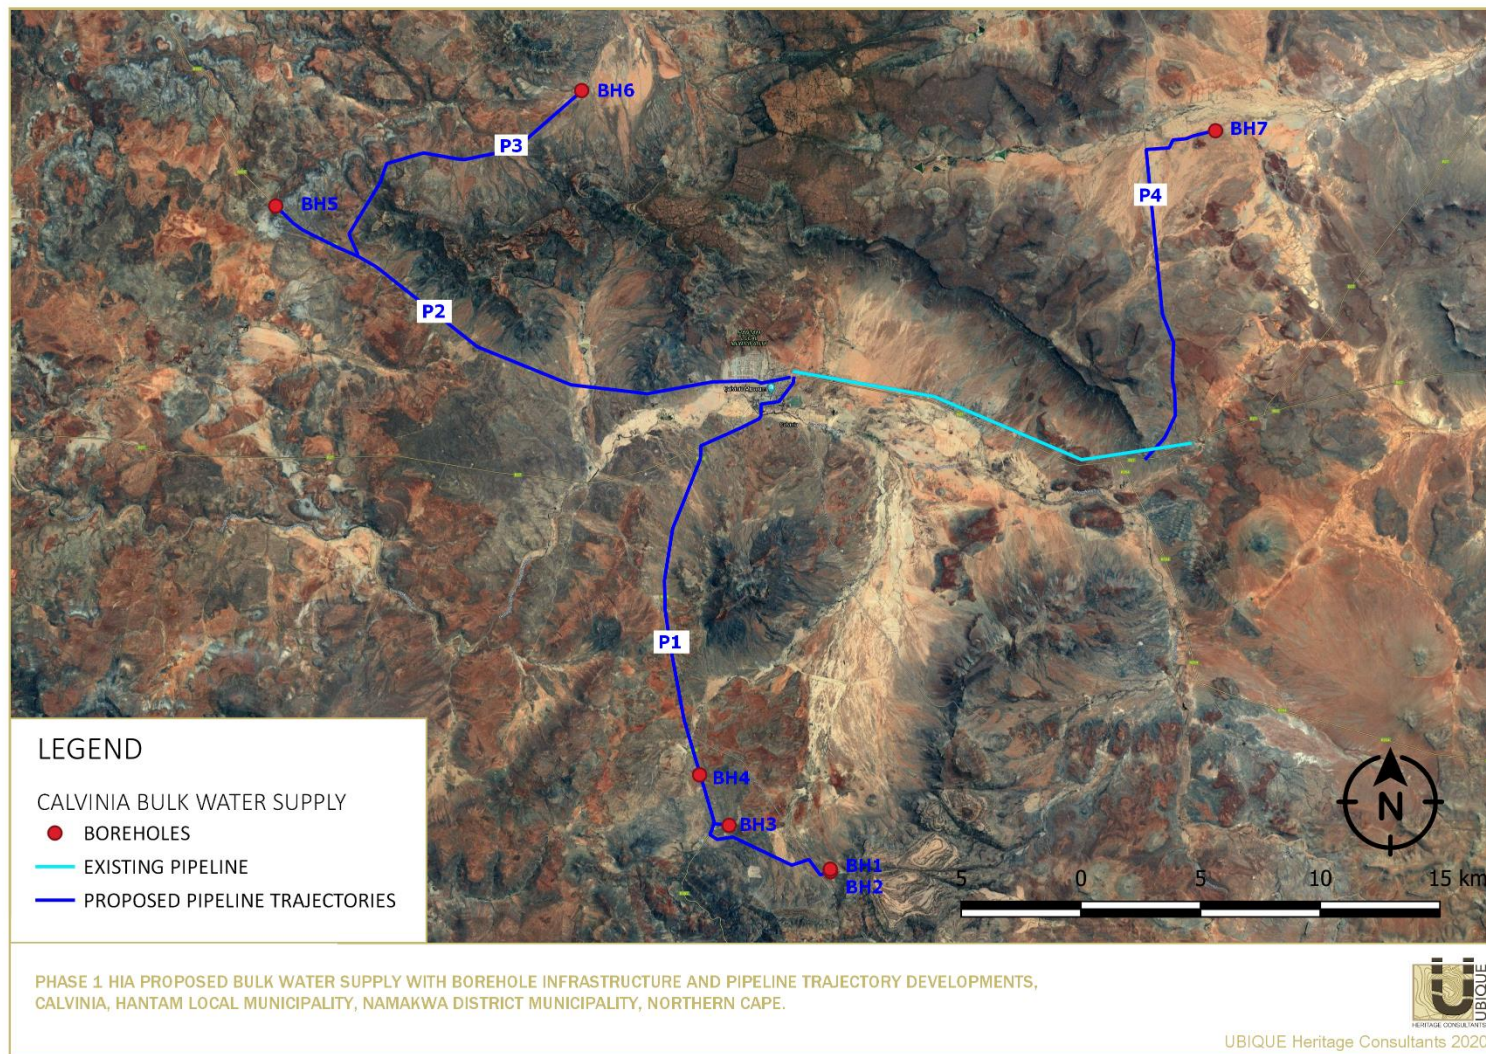 BH6
P3
BH7
P4
BH5
P2
P1
BH4
BH3
BH1
BH2
LEGEND
CALVINIA BULK WATER SUPPLY
BOREHOLES
EXISTING PIPELINE
PROPOSED PIPELINE TRAJECTORIES
N
5 0 5 10 15 km
PHASE 1 HIA PROPOSED BULK WATER SUPPLY WITH BOREHOLE INFRASTRUCTURE AND PIPELINE TRAJECTORY DEVELOPMENTS,
CALVINIA, HANTAM LOCAL MUNICIPALITY, NAMAKWA DISTRICT MUNICIPALITY, NORTHERN CAPE.
UBIQUE
HERITAGE CONSULTANTS
UBIQUE Heritage Consultants 2020